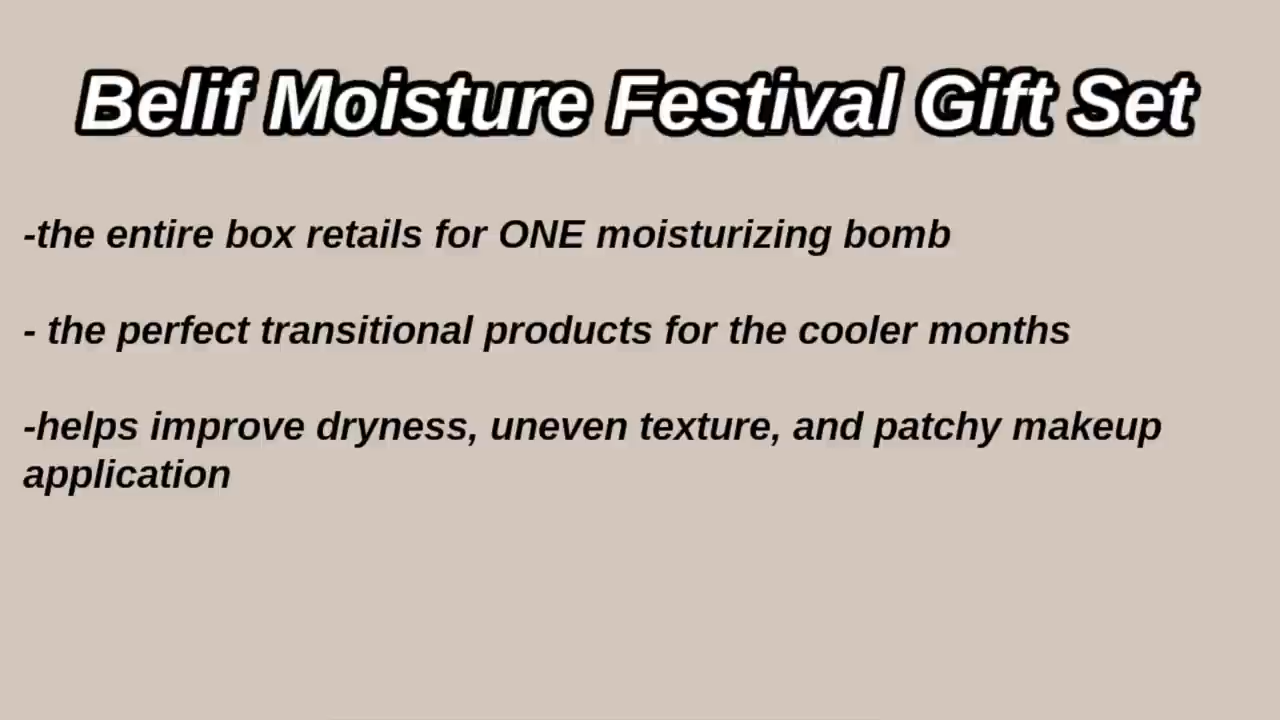 Belif Moisture Festival Gift Set
-the entire box retails for ONE moisturizing bomb
- the perfect transitional products for the cooler months
-helps improve dryness, uneven texture, and patchy makeup
application